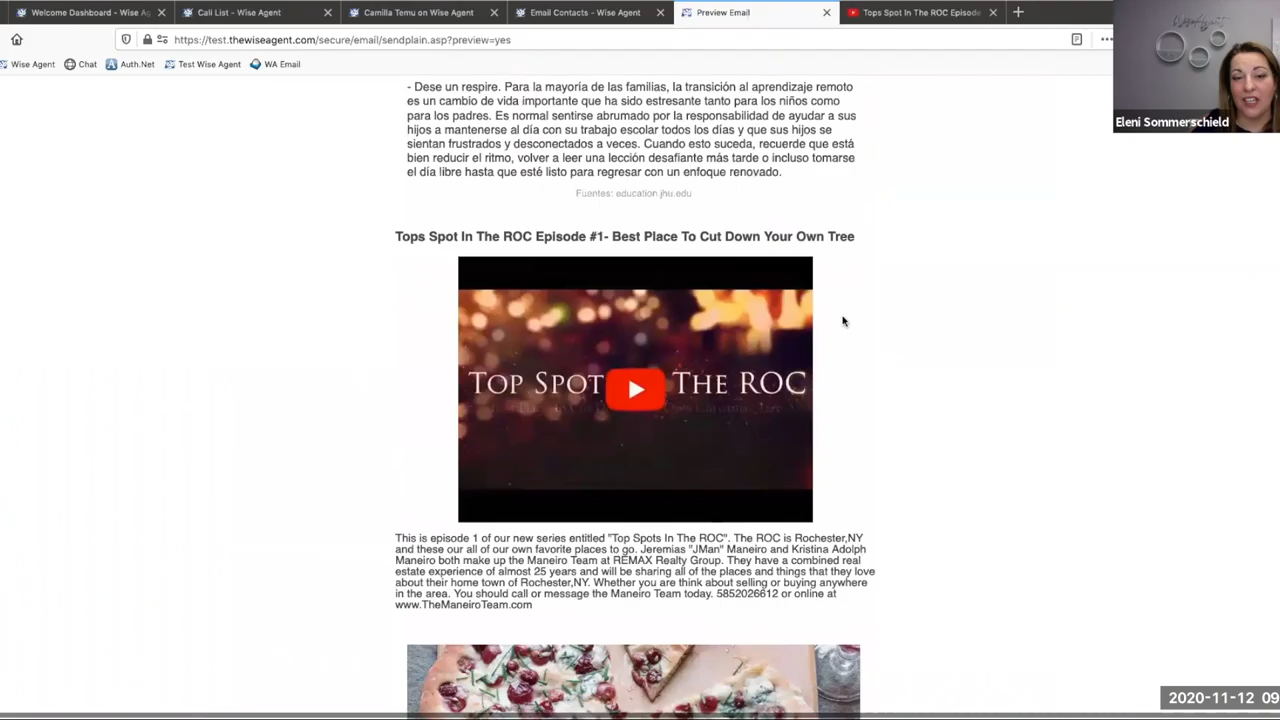 Welcome Dashboard - Wise Ag
Call List - Wise Agent
Camilla Temu on Wise Agent
Email Contacts - Wise Agent
Preview Email
Tops Spot In The ROC Episode
https://test.thewiseagent.com/secure/email/sendplain.asp?preview=yes
Wise Agent
Chat
Auth.Net
Test Wise Agent
WA Email
WiseAgent
Eleni Sommerschield
- Dese un respire. Para la mayoría de las familias, la transición al aprendizaje remoto
es un cambio de vida importante que ha sido estresante tanto para los niños como
para los padres. Es normal sentirse abrumado por la responsabilidad de ayudar a sus
hijos a mantenerse al día con su trabajo escolar todos los días y que sus hijos se
sientan frustrados y desconectados a veces. Cuando esto suceda, recuerde que está
bien reducir el ritmo, volver a leer una lección desafiante más tarde o incluso tomarse
el día libre hasta que esté listo para regresar con un enfoque renovado.
Fuentes: education.jhu.edu
Tops Spot In The ROC Episode #1- Best Place To Cut Down Your Own Tree
TOP SPOT THE ROC
This is episode 1 of our new series entitled "Top Spots In The ROC". The ROC is Rochester,NY
and these our all of our own favorite places to go. Jeremias "JMan" Maneiro and Kristina Adolph
Maneiro both make up the Maneiro Team at REMAX Realty Group. They have a combined real
estate experience of almost 25 years and will be sharing all of the places and things that they love
about their home town of Rochester,NY. Whether you are think about selling or buying anywhere
in the area. You should call or message the Maneiro Team today. 5852026612 or online at
www.TheManeiroTeam.com
2020-11-12 09